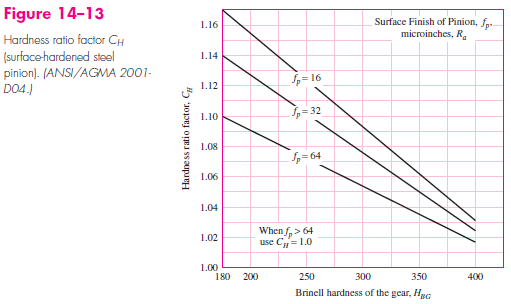 Figure 14–13
Hardness ratio factor C_H
(surface-hardened steel
pinion). (ANSI/AGMA 2001-
D04.)
Surface Finish of Pinion, f_p,
microinches, R_a
1.16
1.14
1.12
1.10
1.08
1.06
1.04
1.02
1.00
Hardness ratio factor, C_H
f_p = 16
f_p = 32
f_p = 64
When f_p > 64
use C_H = 1.0
180 200 250 300 350 400
Brinell hardness of the gear, H_BG